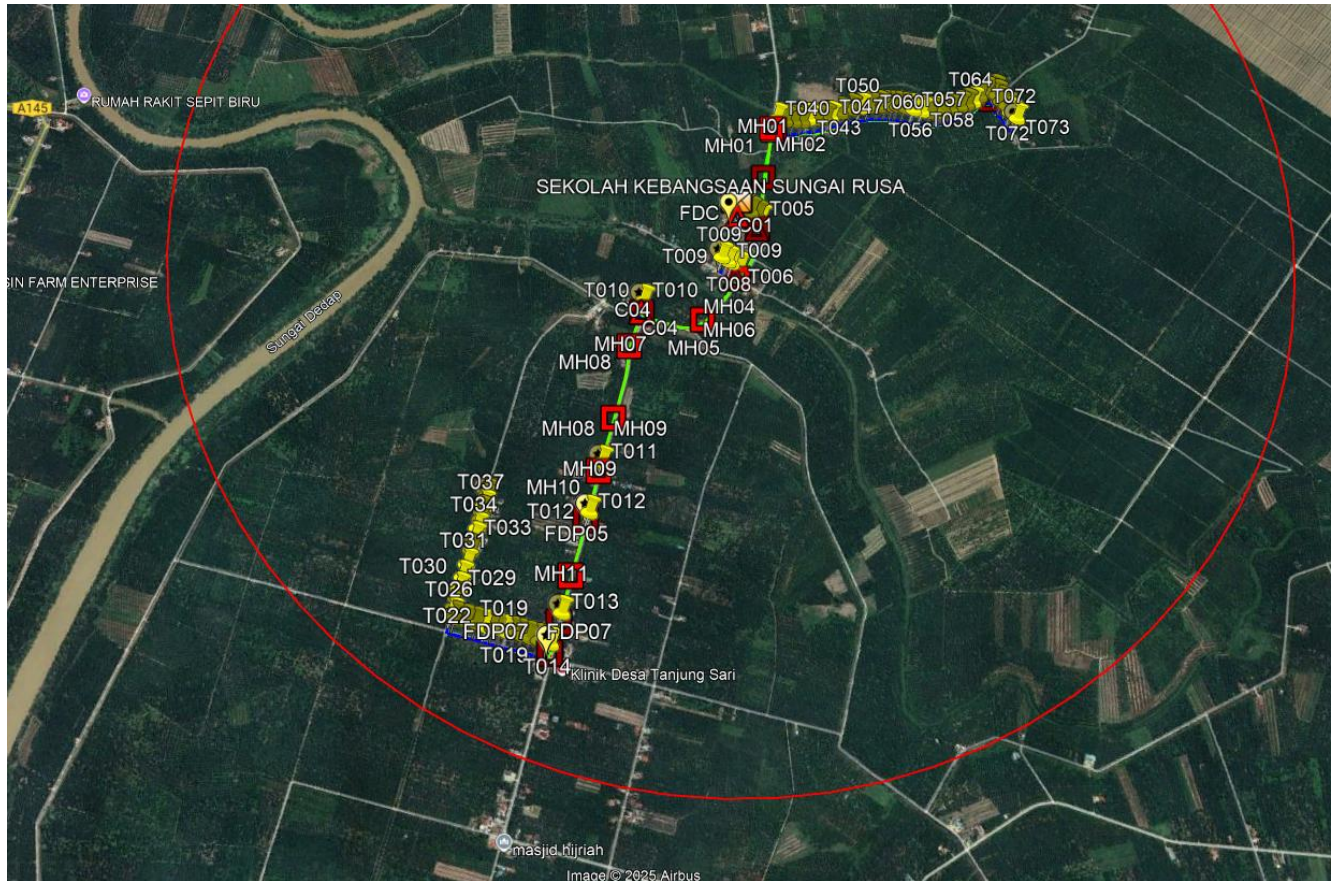 T064
T050
A145
RUMAH RAKIT SEPIT BIRU
T040
T047
T060
T057
T072
MH01
T043
T056
T058
T072
T073
MH01
MH02
SEKOLAH KEBANGSAAN SUNGAI RUSA
FDC
T005
C01
T009
T009
T009
T008
T006
SIN FARM ENTERPRISE
T010
T010
C04
MH04
C04
MH06
MH05
MH07
MH08
Sungai Dedap
MH08
MH09
T011
MH09
T037
MH10
T034
T012
T012
T033
FDP05
T031
T030
T029
MH11
T026
T013
T022
T019
FDP07
FDP07
T019
T014
Klinik Desa Tanjung Sari
masjid hijriah
Image © 2025 Airbus